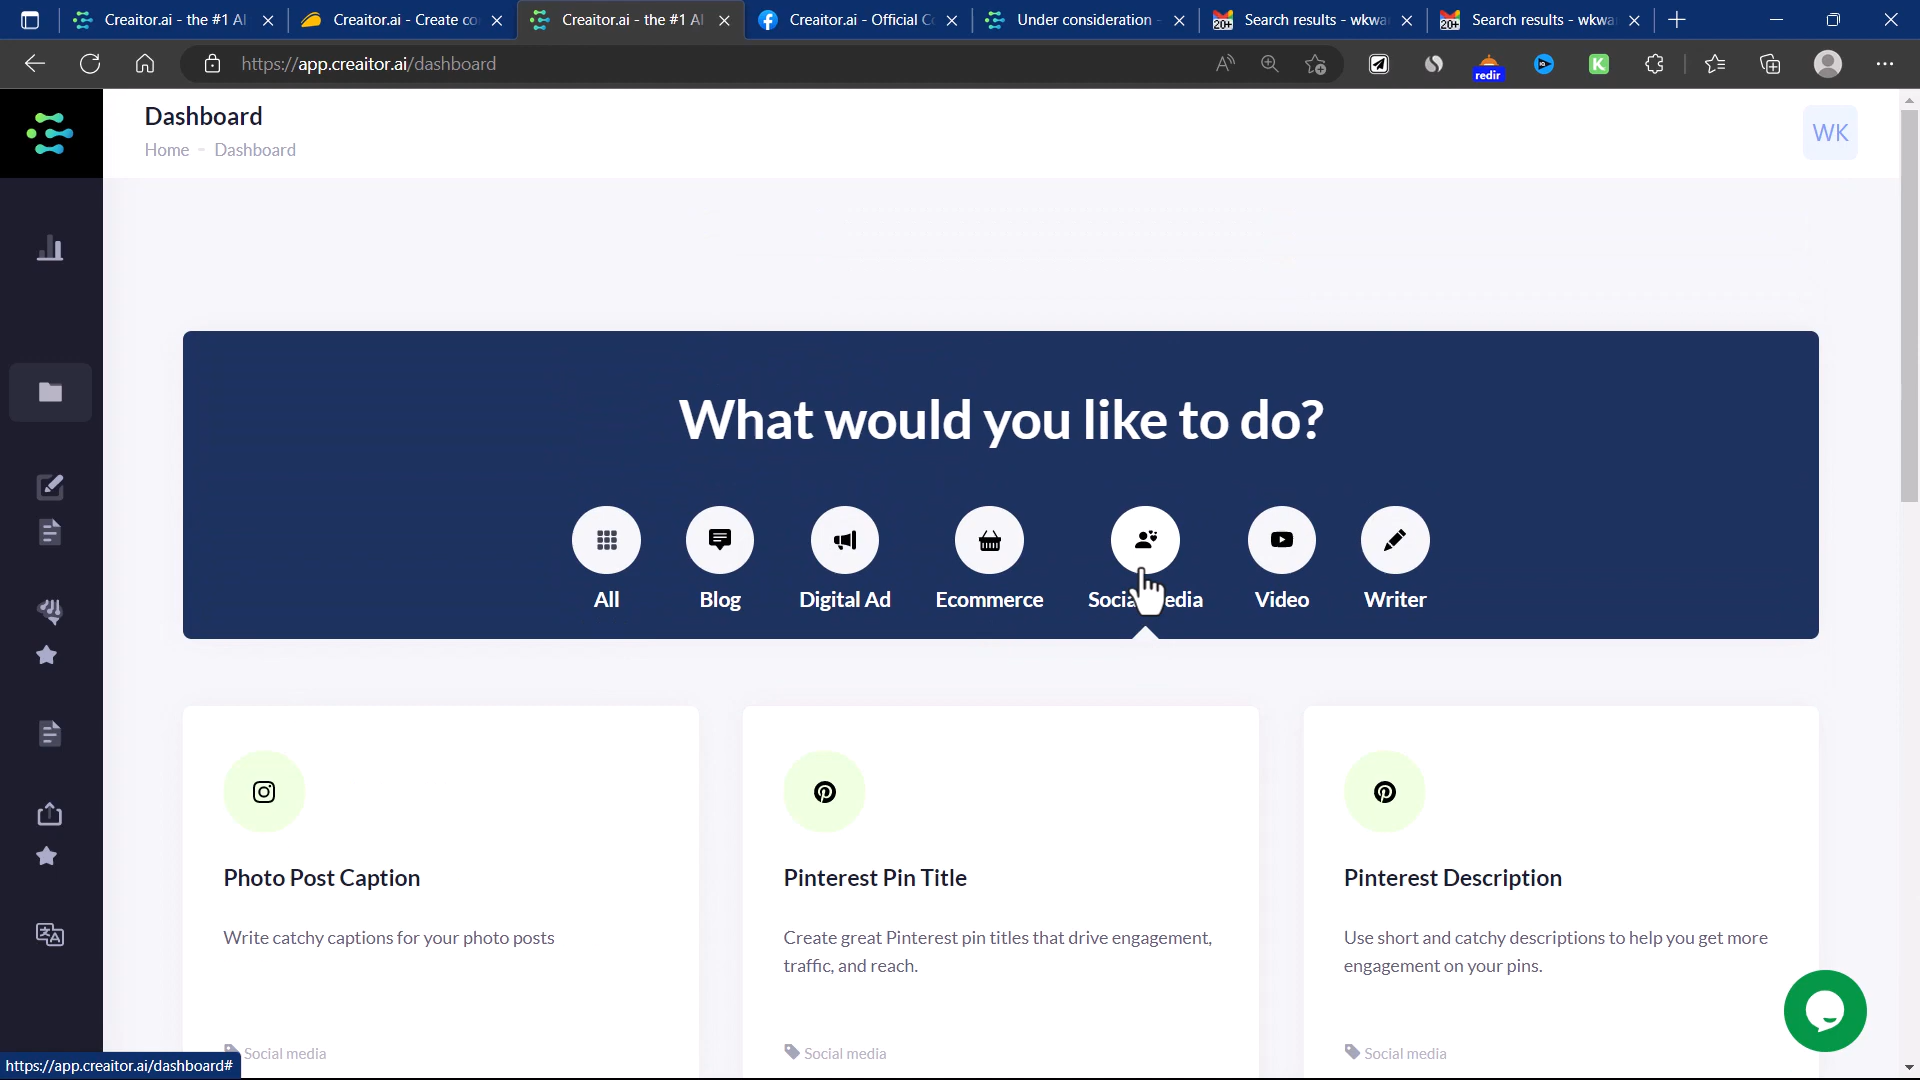 Creaitor.ai - the #1 AI
Creaitor.ai - Create co
Creaitor.ai - the #1 AI
Creaitor.ai - Official C
Under consideration -
Search results - wkwa
Search results - wkwa
https://app.creaitor.ai/dashboard
redir
Dashboard
Home - Dashboard
WK
What would you like to do?
All
Blog
Digital Ad
Ecommerce
Video
Writer
Photo Post Caption
Pinterest Pin Title
Pinterest Description
Write catchy captions for your photo posts
Create great Pinterest pin titles that drive engagement,
traffic, and reach.
Use short and catchy descriptions to help you get more
engagement on your pins.
Social media
Social media
Social media
https://app.creaitor.ai/dashboard#